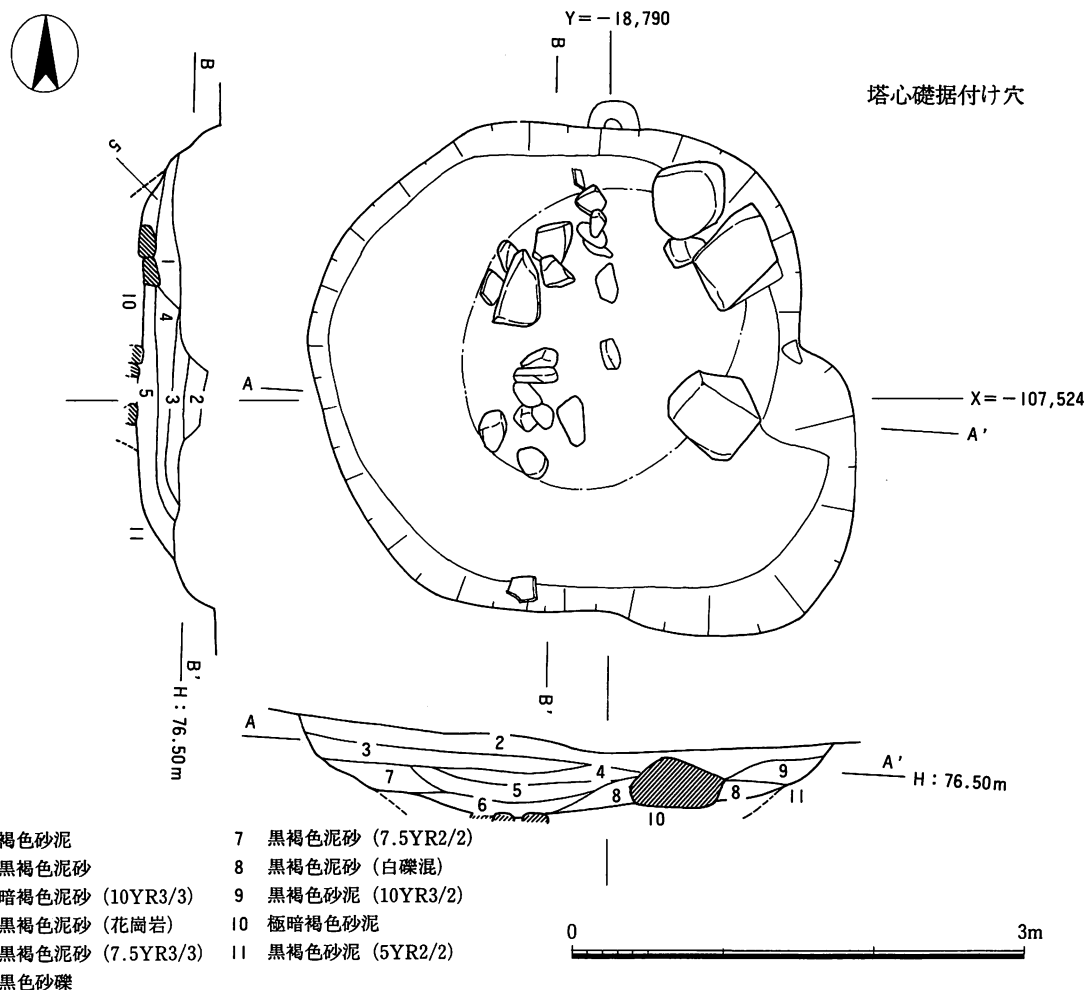 Y=-18,790
B
B
塔心礎据付け穴
5
1
10
4
5
3
2
11
A
X=-107,524
A'
B'
H:76.50m
B'
A
2
3
4
9
7
5
A'
H:76.50m
6
8
8
11
10
褐色砂泥
黒褐色泥砂
暗褐色泥砂 (10YR3/3)
黒褐色泥砂 (花崗岩)
黒褐色泥砂 (7.5YR3/3)
黒色砂礫
7 黒褐色泥砂 (7.5YR2/2)
8 黒褐色泥砂 (白礫混)
9 黒褐色砂泥 (10YR3/2)
10 極暗褐色砂泥
11 黒褐色砂泥 (5YR2/2)
0 3m